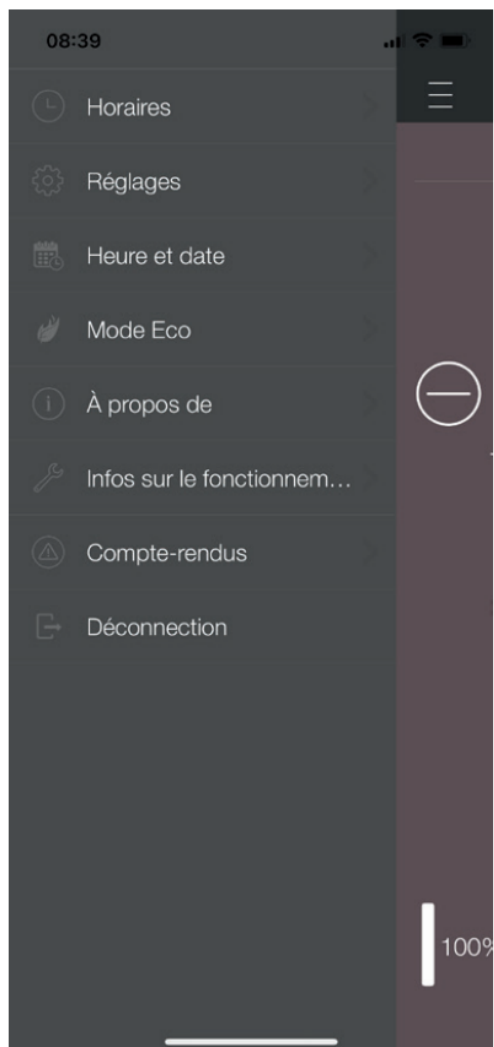 08:39
Horaires
Réglages
Heure et date
Mode Eco
À propos de
Infos sur le fonctionnem...
Compte-rendus
Déconnection
100%